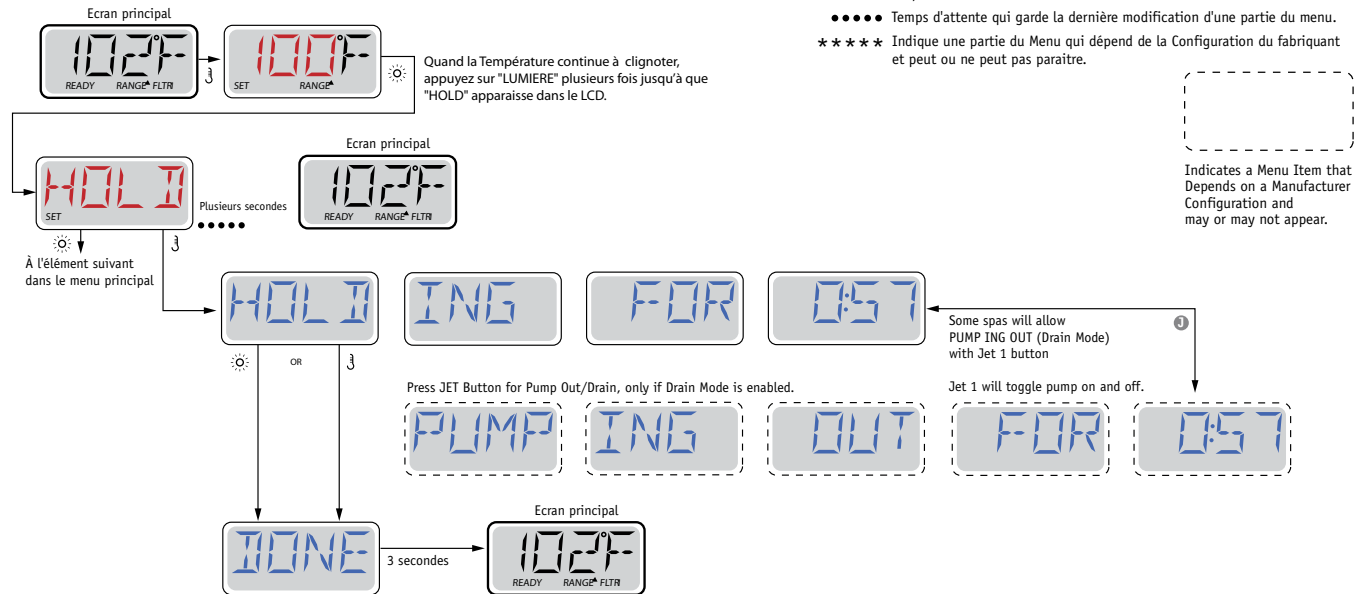 Ecran principal
102°F
READY RANGE FLTR1
100F
SET RANGE
Quand la Température continue à clignoter,
appuyez sur "LUMIERE" plusieurs fois jusqu'à que
"HOLD" apparaisse dans le LCD.
●●●●● Temps d'attente qui garde la dernière modification d'une partie du menu.
***** Indique une partie du Menu qui dépend de la Configuration du fabriquant
et peut ou ne peut pas paraitre.
Indicates a Menu Item that
Depends on a Manufacturer
Configuration and
may or may not appear.
HOLD
SET
Plusieurs secondes
●●●●●
Ecran principal
102°F
READY RANGE FLTR1
À l'élément suivant
dans le menu principal
HOLD
ING
FOR
0:57
Some spas will allow
PUMP ING OUT (Drain Mode)
with Jet 1 button
J
OR
Press JET Button for Pump Out/Drain, only if Drain Mode is enabled.
Jet 1 will toggle pump on and off.
PUMP
ING
OUT
FOR
0:57
DONE
3 secondes
Ecran principal
102°F
READY RANGE FLTR1